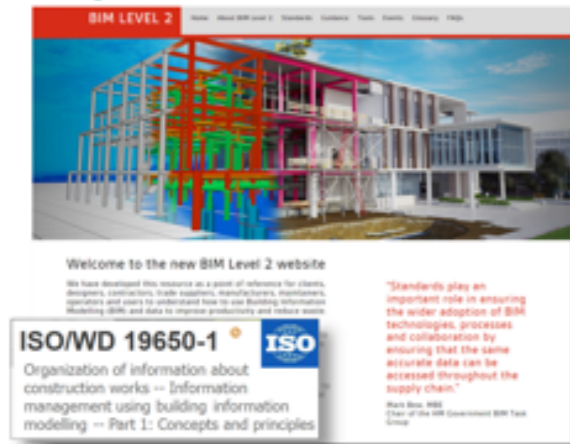 BIM LEVEL 2
Home About BIM Level 2 Standards Guidance Tools Events Glossary FAQs
Welcome to the new BIM Level 2 website
We have developed this resource as a point of reference for clients,
designers, contractors, trade suppliers, manufacturers, maintainers,
operators and users to understand how to use Building Information
Modelling (BIM) and data to improve productivity and reduce waste
"Standards play an
important role in ensuring
the wider adoption of BIM
technologies, processes
and collaboration by
ensuring that the same
accurate data can be
accessed throughout the
supply chain."
Mark Bew, MBE
Chair of the HM Government BIM Task
Group
ISO/WD 19650-1
ISO
Organization of information about
construction works -- Information
management using building information
modelling -- Part 1: Concepts and principles